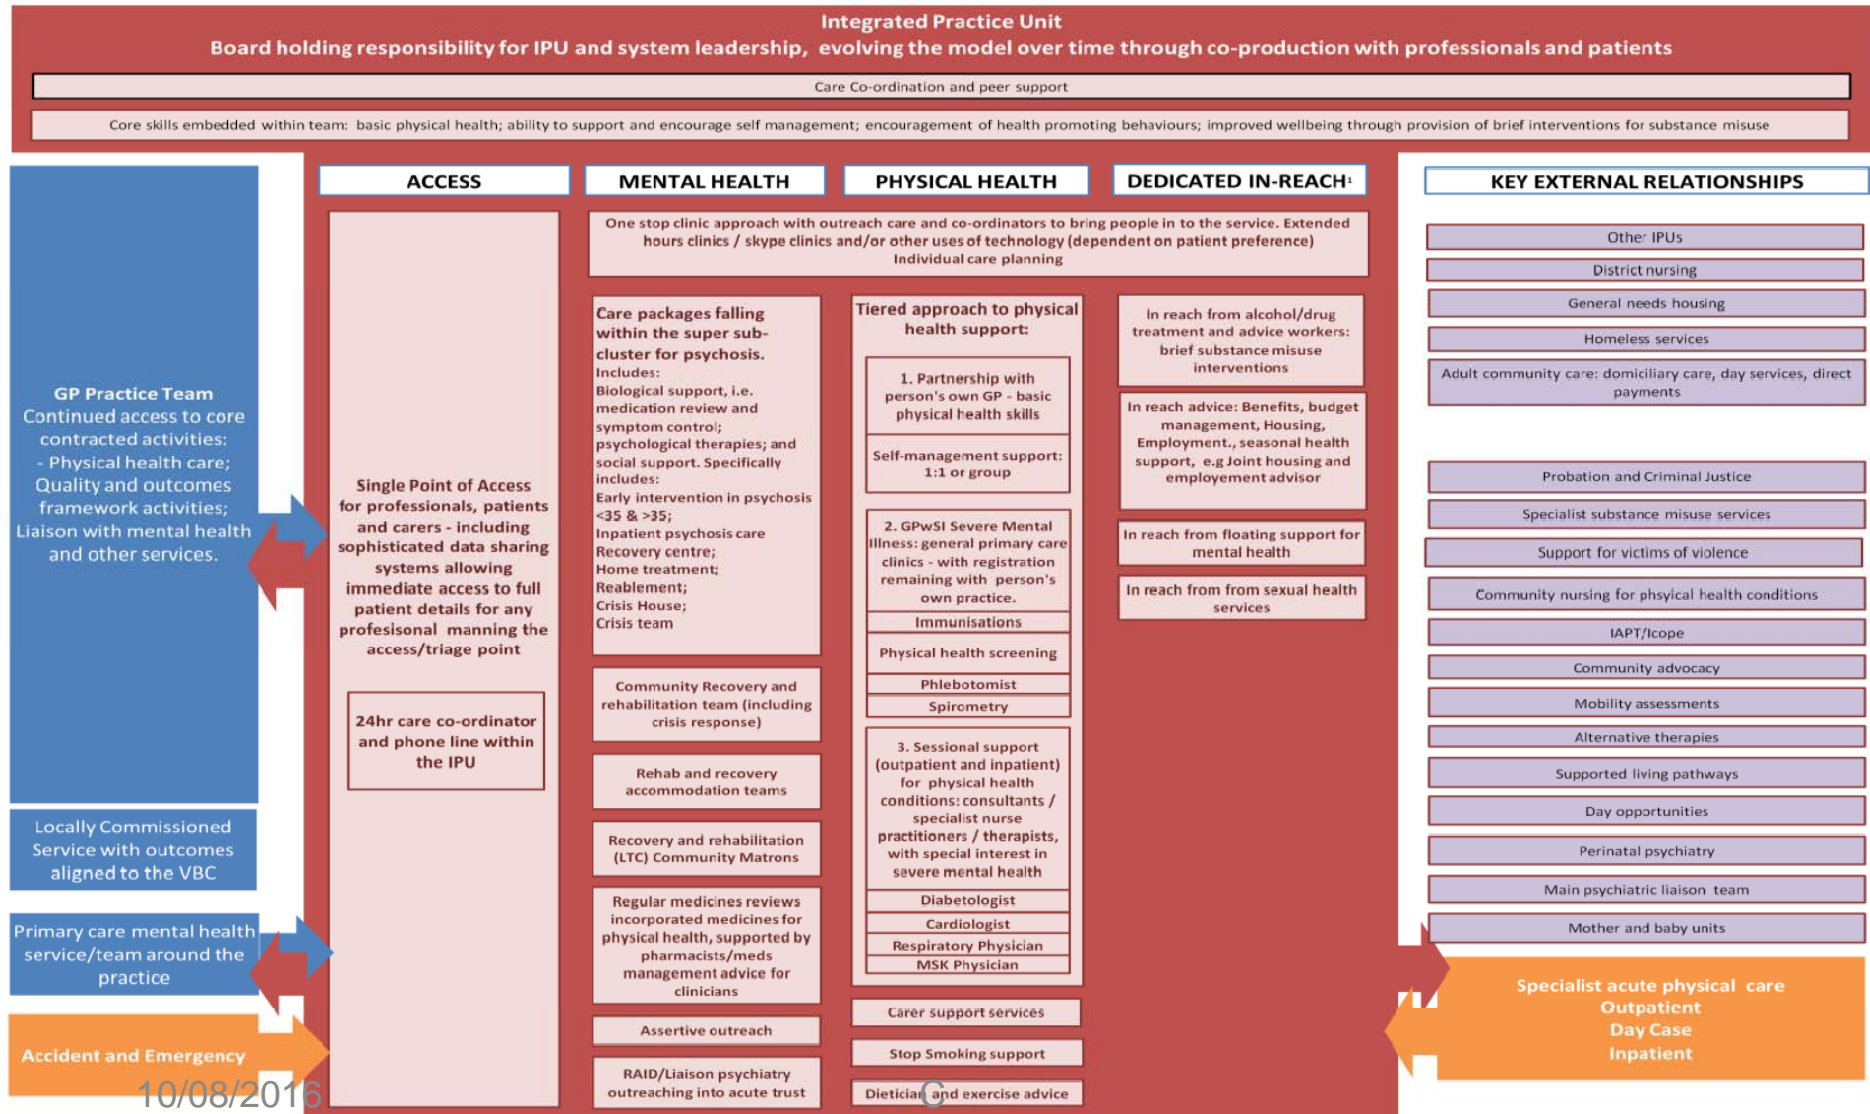 Integrated Practice Unit
Board holding responsibility for IPU and system leadership, evolving the model over time through co-production with professionals and patients
Care Co-ordination and peer support
Core skills embedded within team: basic physical health; ability to support and encourage self management; encouragement of health promoting behaviours; improved wellbeing through provision of brief interventions for substance misuse
GP Practice Team
Continued access to core
contracted activities:
- Physical health care;
Quality and outcomes
framework activities;
Liaison with mental health
and other services.
Locally Commissioned
Service with outcomes
aligned to the VBC
Primary care mental health
service/team around the
practice
Accident and Emergency
ACCESS
Single Point of Access
for professionals, patients
and carers - including
sophisticated data sharing
systems allowing
immediate access to full
patient details for any
profesisonal manning the
access/triage point
24hr care co-ordinator
and phone line within
the IPU
MENTAL HEALTH
PHYSICAL HEALTH
DEDICATED IN-REACH¹
One stop clinic approach with outreach care and co-ordinators to bring people in to the service. Extended
hours clinics / skype clinics and/or other uses of technology (dependent on patient preference)
Individual care planning
Care packages falling
within the super sub-
cluster for psychosis.
Includes:
Biological support, i.e.
medication review and
symptom control;
psychological therapies; and
social support. Specifically
includes:
Early intervention in psychosis
<35 & >35;
Inpatient psychosis care
Recovery centre;
Home treatment;
Reablement;
Crisis House;
Crisis team
Community Recovery and
rehabilitation team (including
crisis response)
Rehab and recovery
accommodation teams
Recovery and rehabilitation
(LTC) Community Matrons
Regular medicines reviews
incorporated medicines for
physical health, supported by
pharmacists/meds
management advice for
clinicians
Assertive outreach
RAID/Liaison psychiatry
outreaching into acute trust
Tiered approach to physical
health support:
1. Partnership with
person's own GP - basic
physical health skills
Self-management support:
1:1 or group
2. GPwSI Severe Mental
Illness: general primary care
clinics - with registration
remaining with person's
own practice.
Immunisations
Physical health screening
Phlebotomist
Spirometry
3. Sessional support
(outpatient and inpatient)
for physical health
conditions: consultants /
specialist nurse
practitioners / therapists,
with special interest in
severe mental health
Diabetologist
Cardiologist
Respiratory Physician
MSK Physician
Carer support services
Stop Smoking support
Dietician and exercise advice
In reach from alcohol/drug
treatment and advice workers:
brief substance misuse
interventions
In reach advice: Benefits, budget
management, Housing,
Employment., seasonal health
support, e.g Joint housing and
employement advisor
In reach from floating support for
mental health
In reach from from sexual health
services
KEY EXTERNAL RELATIONSHIPS
Other IPUs
District nursing
General needs housing
Homeless services
Adult community care: domiciliary care, day services, direct
payments
Probation and Criminal Justice
Specialist substance misuse services
Support for victims of violence
Community nursing for phsyical health conditions
IAPT/Icope
Community advocacy
Mobility assessments
Alternative therapies
Supported living pathways
Day opportunities
Perinatal psychiatry
Main psychiatric liaison team
Mother and baby units
Specialist acute physical care
Outpatient
Day Case
Inpatient
10/08/2016
C